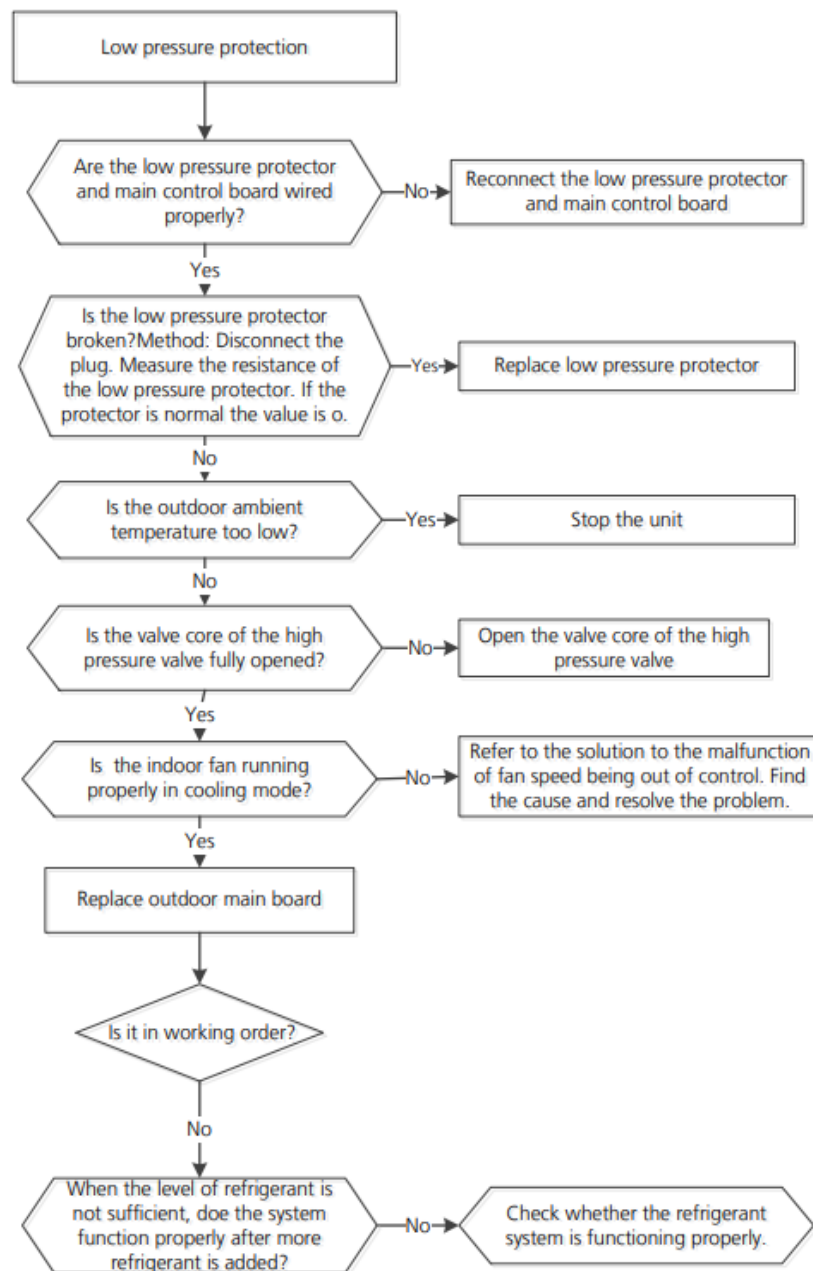 Low pressure protection
Are the low pressure protector
and main control board wired
properly?
No
Reconnect the low pressure protector
and main control board
Yes
Is the low pressure protector
broken?Method: Disconnect the
plug. Measure the resistance of
the low pressure protector. If the
protector is normal the value is o.
Yes
Replace low pressure protector
No
Is the outdoor ambient
temperature too low?
Yes
Stop the unit
No
Is the valve core of the high
pressure valve fully opened?
No
Open the valve core of the high
pressure valve
Yes
Is the indoor fan running
properly in cooling mode?
No
Refer to the solution to the malfunction
of fan speed being out of control. Find
the cause and resolve the problem.
Yes
Replace outdoor main board
Is it in working order?
No
When the level of refrigerant is
not sufficient, doe the system
function properly after more
refrigerant is added?
No
Check whether the refrigerant
system is functioning properly.